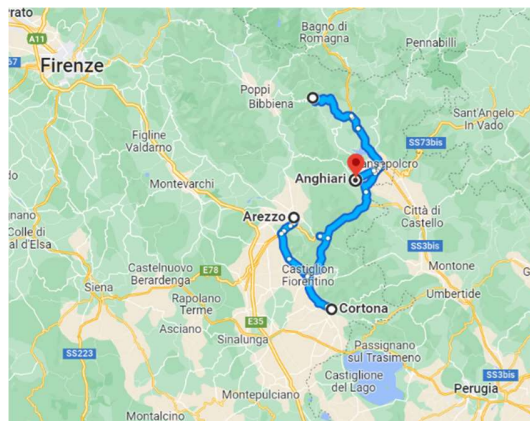 rrato
A11
Firenze
Bagno di
Romagna
Pennabilli
Poppi
Bibbiena
Sant'Angelo
In Vado
Figline
Valdarno
SS73bis
Anghiari
Montevarchi
Arezzo
Città di
Castello
gnano
Colle di
Val d'Elsa
SS3bis
E78
Castelnuovo
Berardenga
Castiglion
Fiorentino
Montone
Siena
Rapolano
Terme
Umbertide
E35
Cortona
Asciano
Sinalunga
Passignano
sul Trasimeno
SS223
Castiglione
del Lago
SS3bis
Montepulciano
Perugia
Montalcino